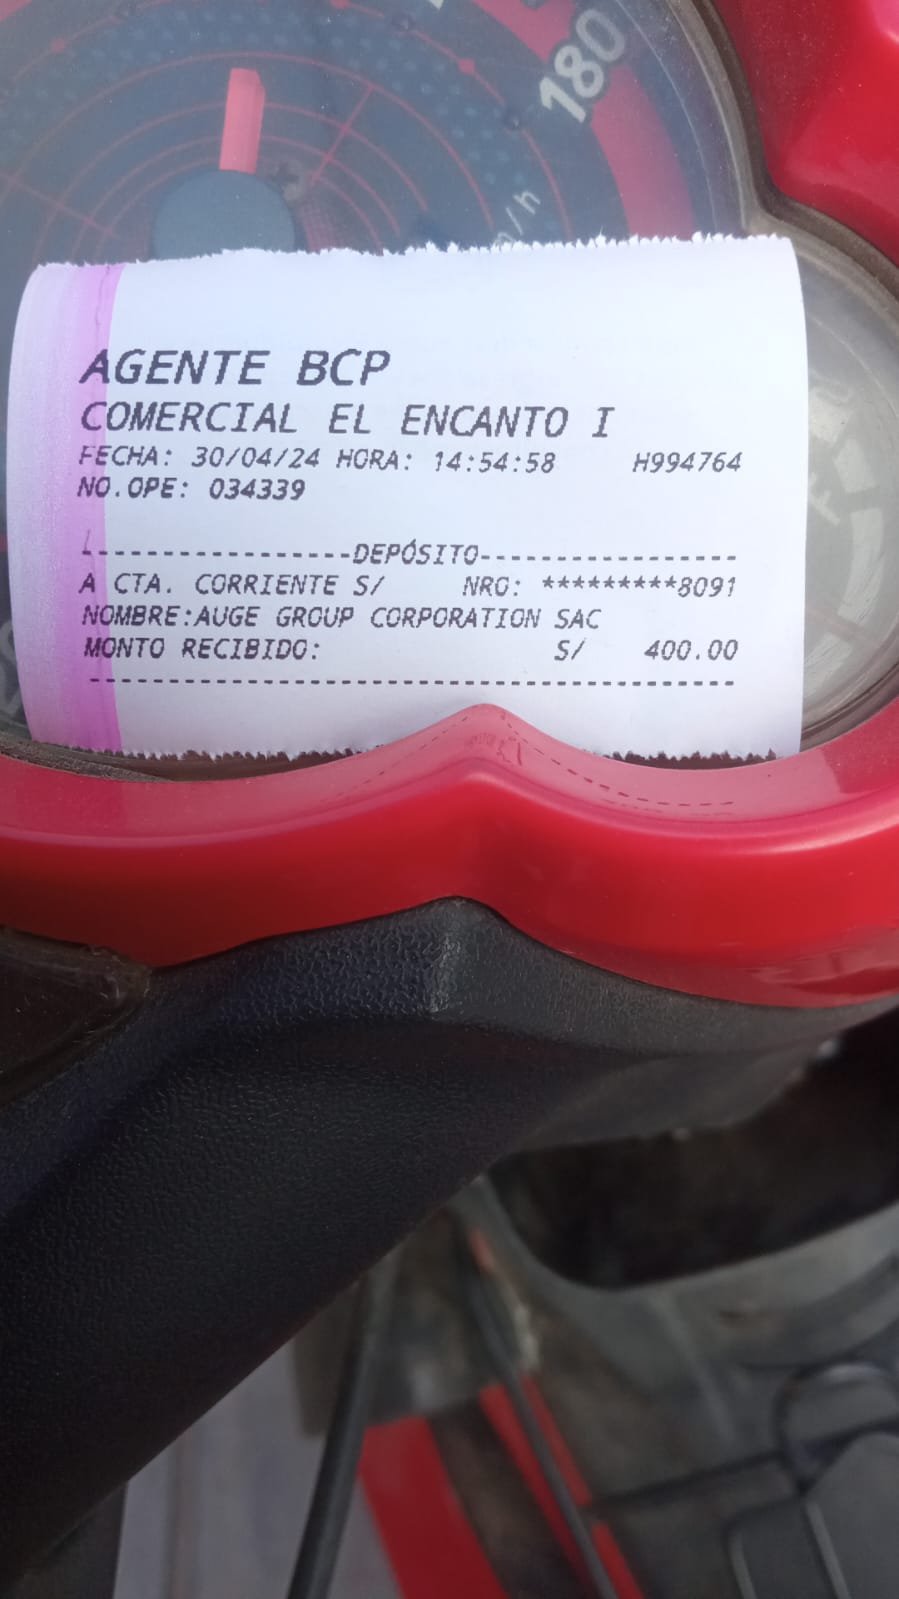 180
m/h
AGENTE BCP
COMERCIAL EL ENCANTO I
FECHA: 30/04/24 HORA: 14:54:58 H994764
NO.OPE: 034339
-----------------DEPÓSITO-----------------
A CTA. CORRIENTE S/ NRO: *********8091
NOMBRE:AUGE GROUP CORPORATION SAC
MONTO RECIBIDO: S/ 400.00